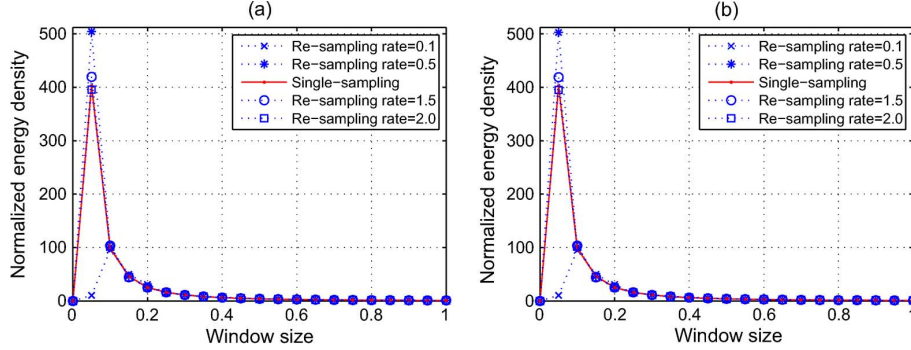 (a)
500
400
300
200
100
0
0
0.2
0.4
0.6
0.8
1
Normalized energy density
Window size
Re-sampling rate=0.1
Re-sampling rate=0.5
Single-sampling
Re-sampling rate=1.5
Re-sampling rate=2.0
(b)
500
400
300
200
100
0
0
0.2
0.4
0.6
0.8
1
Normalized energy density
Window size
Re-sampling rate=0.1
Re-sampling rate=0.5
Single-sampling
Re-sampling rate=1.5
Re-sampling rate=2.0